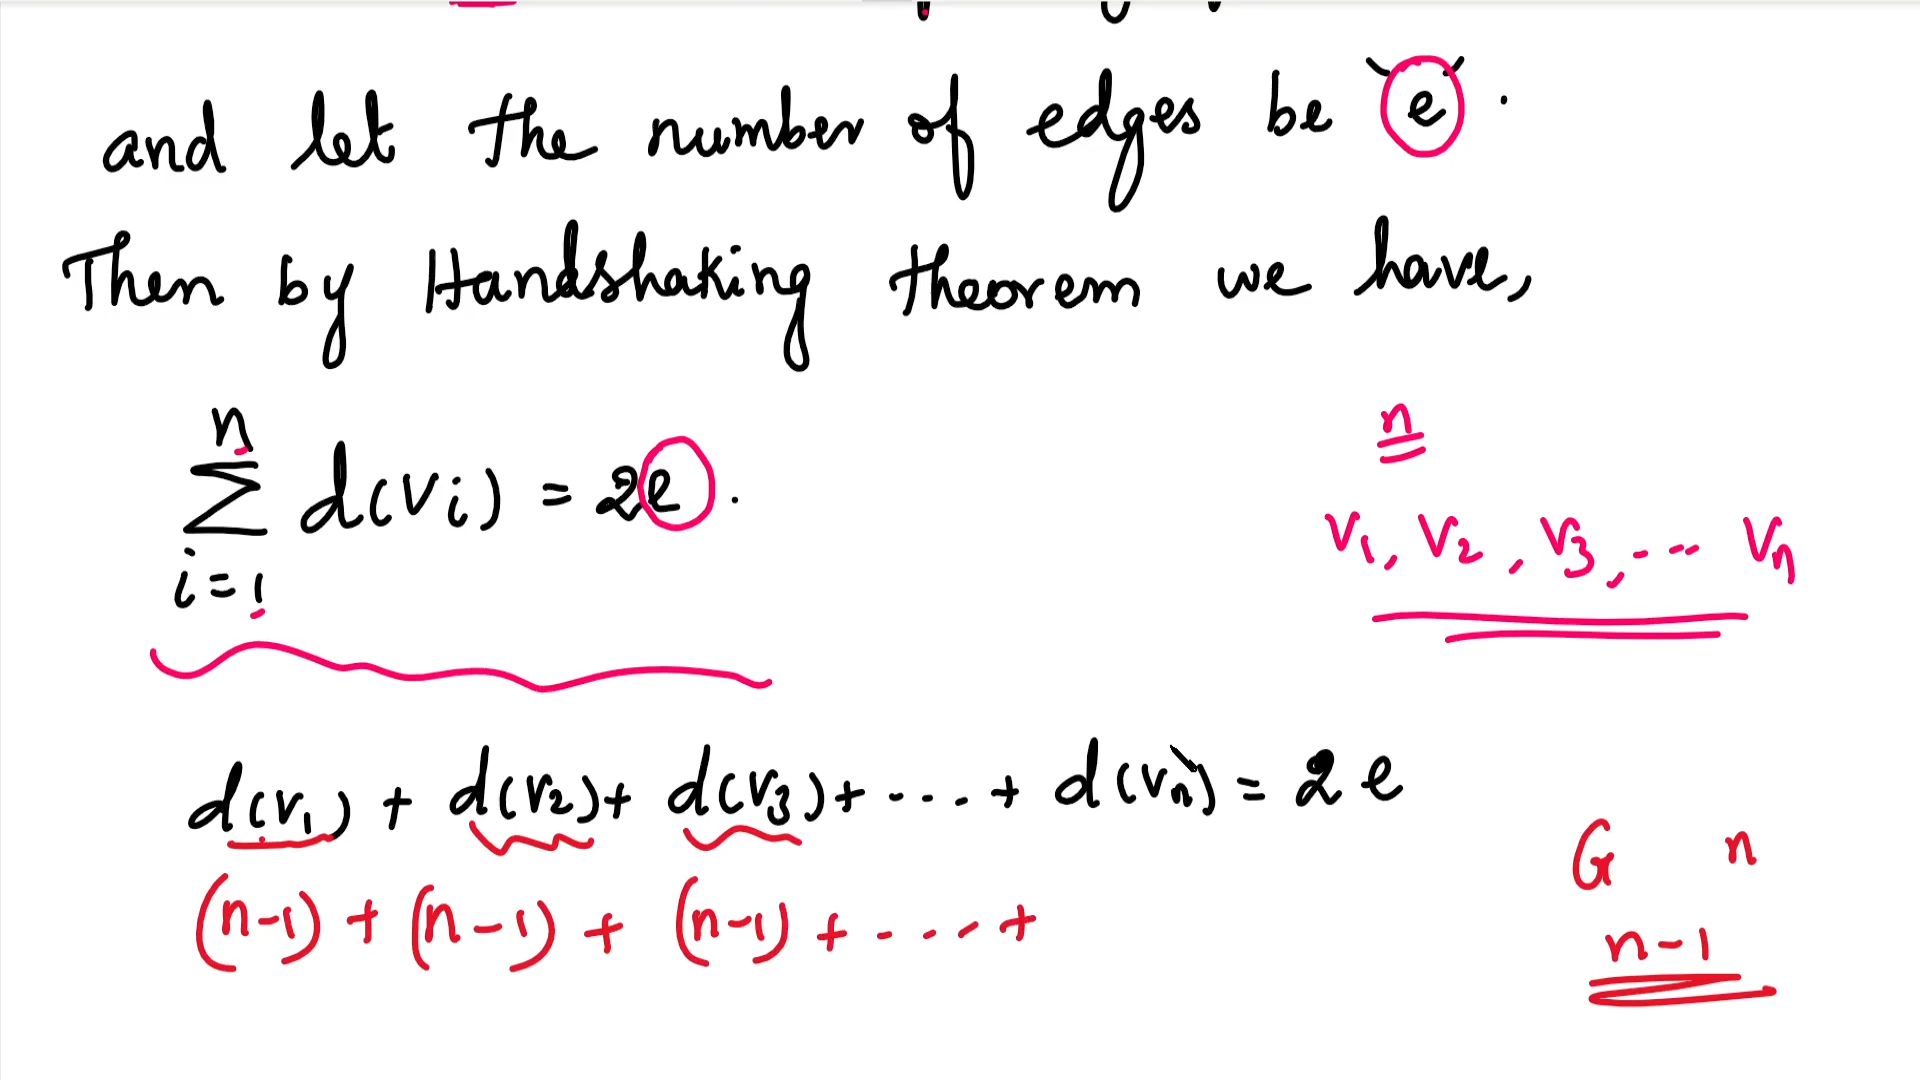 and let the number of edges be e.
Then by Handshaking theorem we have,
n
Σ d(vi) = 2e.
i=1
n
V1, V2, V3, --- Vn
d(v1) + d(v2) + d(v3) + ---. + d(vn) = 2e
(n-1) + (n-1) + (n-1) + ---. +
G n
n-1